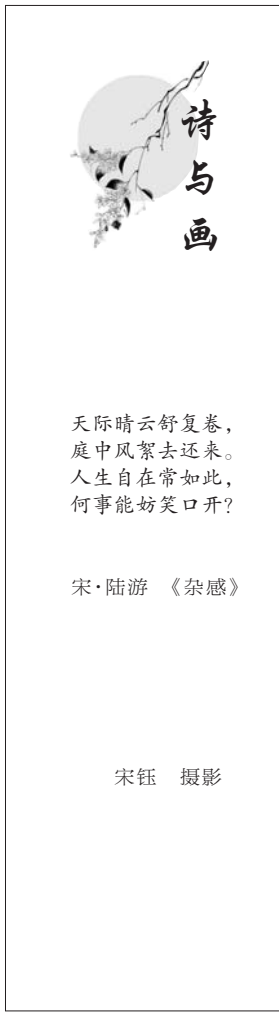 诗与画
天际晴云舒复卷，
庭中风絮去还来。
人生自在常如此，
何事能妨笑口开？
宋·陆游 《杂感》
宋钰 摄影